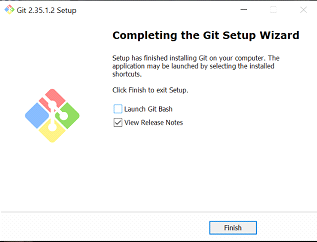 Git 2.35.1.2 Setup
Completing the Git Setup Wizard
Setup has finished installing Git on your computer. The
application may be launched by selecting the installed
shortcuts.
Click Finish to exit Setup.
Launch Git Bash
View Release Notes
Finish